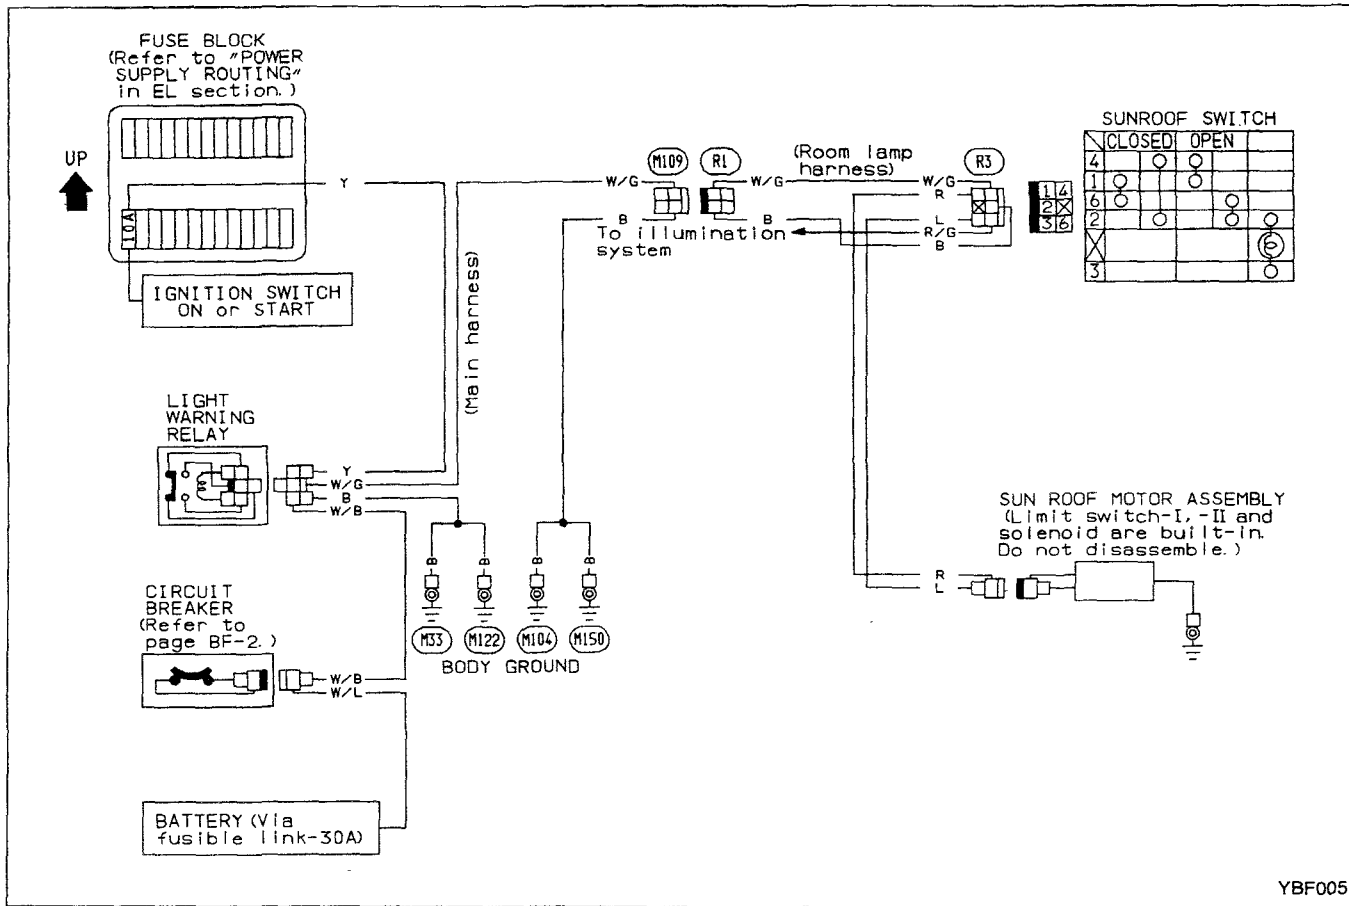 FUSE BLOCK
(Refer to "POWER
SUPPLY ROUTING"
in EL section.)
UP
10A
Y
IGNITION SWITCH
ON or START
(Main harness)
M109
R1
(Room lamp
harness)
R3
W/G
W/G
W/G
R
B
B
L
R/G
B
To illumination
system
1 4
2
3 6
SUNROOF SWITCH
CLOSED OPEN
4
1
6
2
3
LIGHT
WARNING
RELAY
Y
W/G
B
W/B
B
B
B
B
M33
M122
M104
M150
BODY GROUND
SUN ROOF MOTOR ASSEMBLY
(Limit switch-I, -II and
solenoid are built-in.
Do not disassemble.)
R
L
CIRCUIT
BREAKER
(Refer to
page BF-2.)
W/B
W/L
BATTERY (Via
fusible link-30A)
YBF005